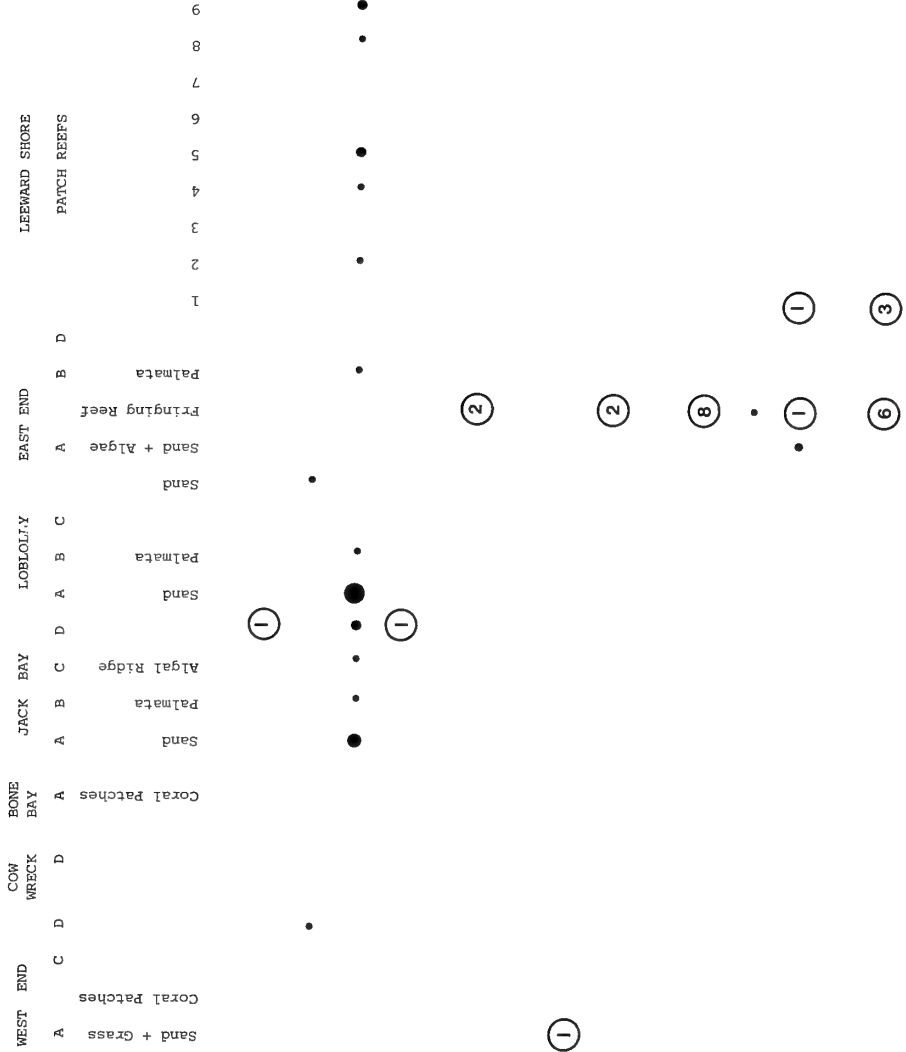 WEST END
COW WRECK
BONE BAY
JACK BAY
LOBLOLLY
EAST END
LEEWARD SHORE
A
C
D
D
A
A
B
C
D
A
B
C
A
B
D
PATCH REEFS
Sand + Grass
Coral Patches
Coral Patches
Sand
Palmata
Algal Ridge
Sand
Palmata
Sand
Sand + Algae
Fringing Reef
Palmata
1
2
3
4
5
6
7
8
9
1
1
1
2
2
8
1
1
6
3